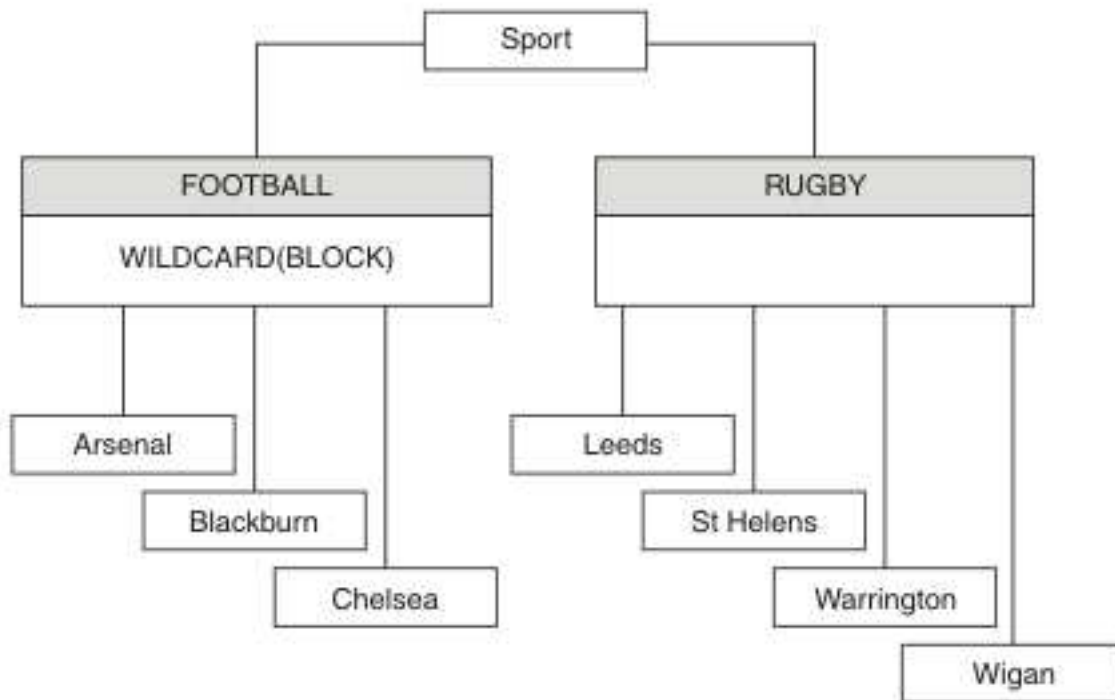 Sport
FOOTBALL
RUGBY
WILDCARD(BLOCK)
Arsenal
Leeds
Blackburn
St Helens
Chelsea
Warrington
Wigan